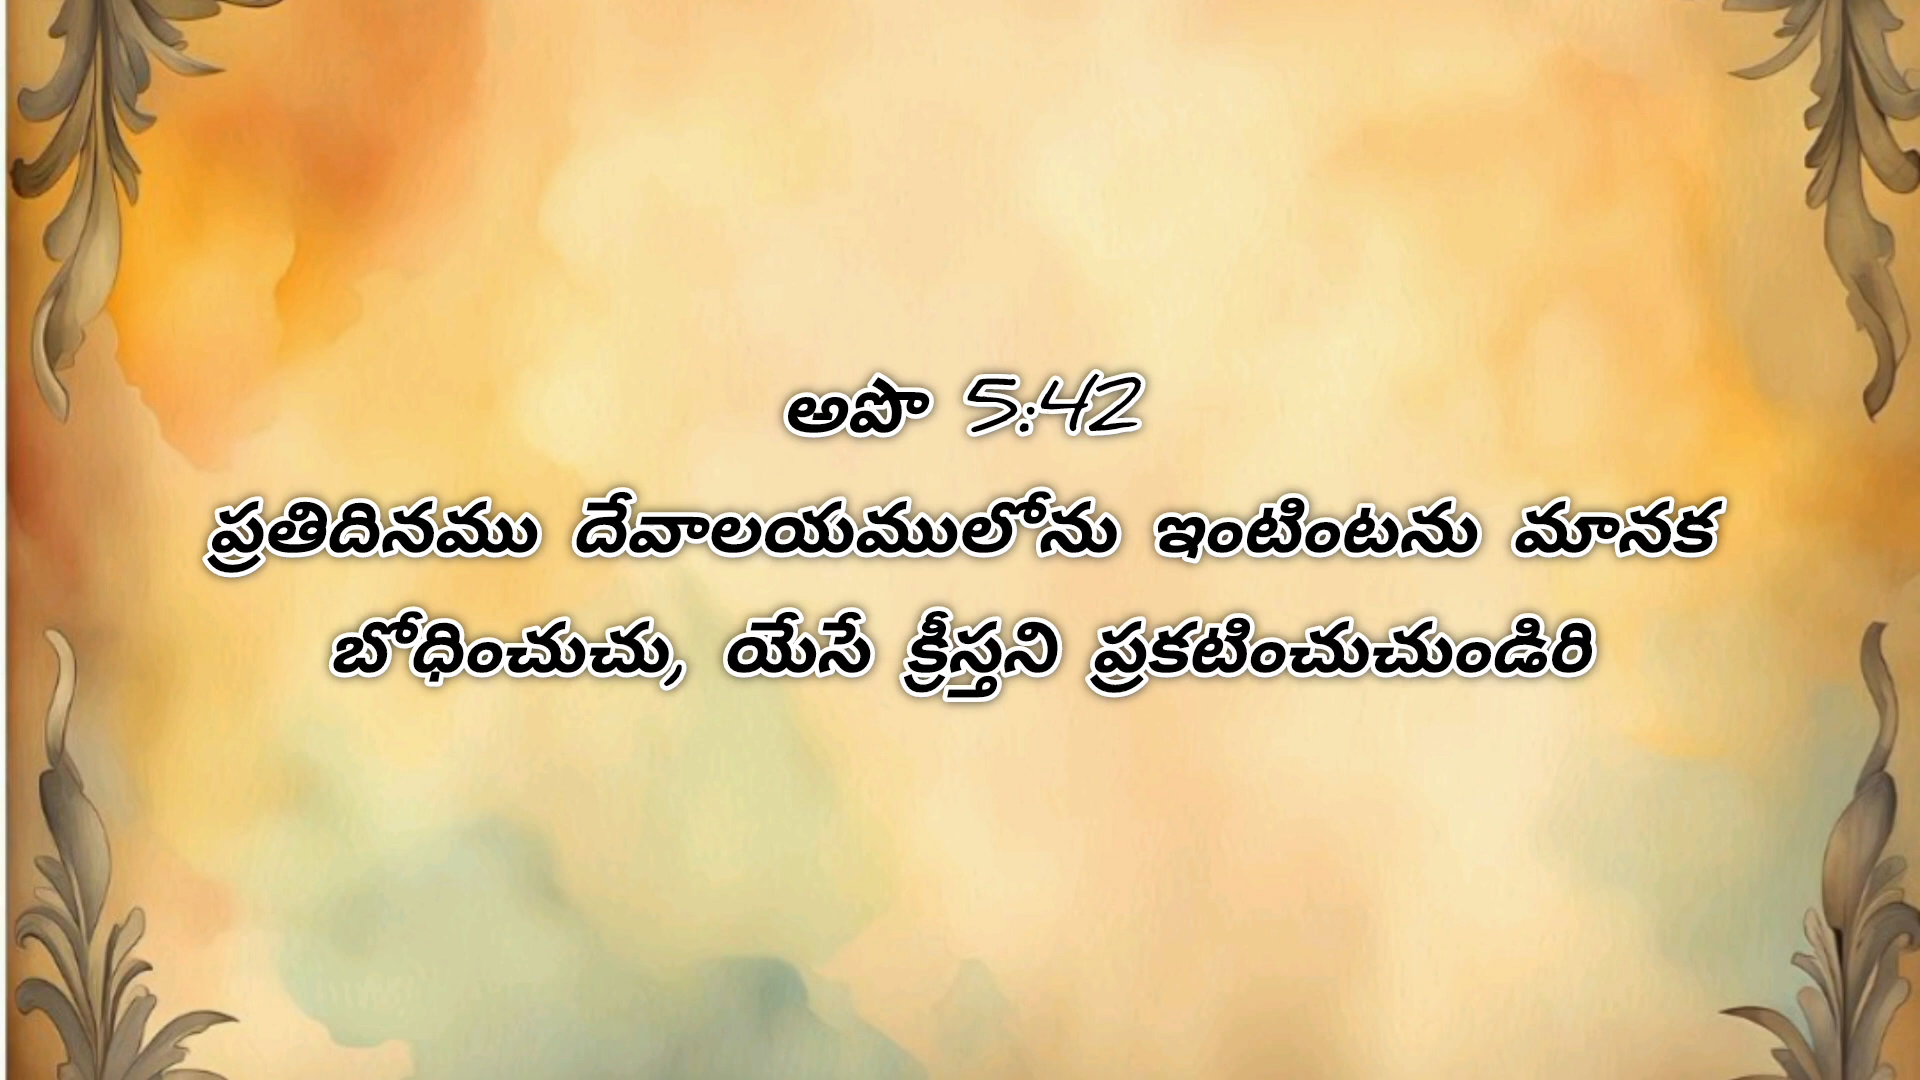 అపొ 5:42
ప్రతిదినము దేవాలయములోను ఇంటింటను మానక
బోధించుచు, యేసే క్రీస్తని ప్రకటించుచుండిరి